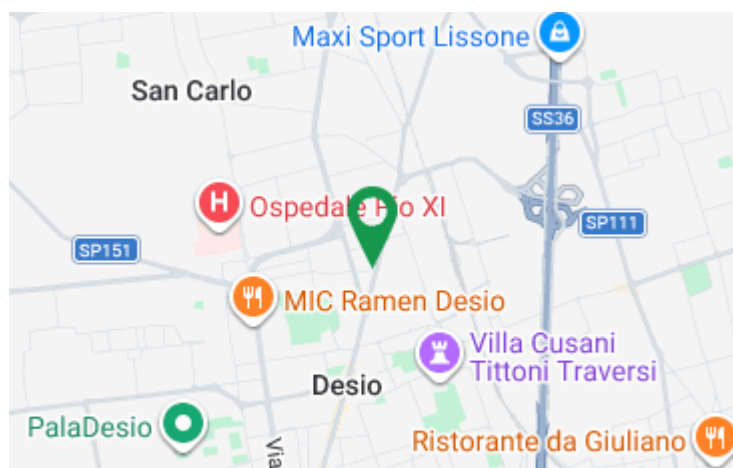 Maxi Sport Lissone
San Carlo
SS36
H
Ospedale Pio XI
SP111
SP151
MIC Ramen Desio
Villa Cusani
Tittoni Traversi
Desio
PalaDesio
Via
Ristorante da Giuliano